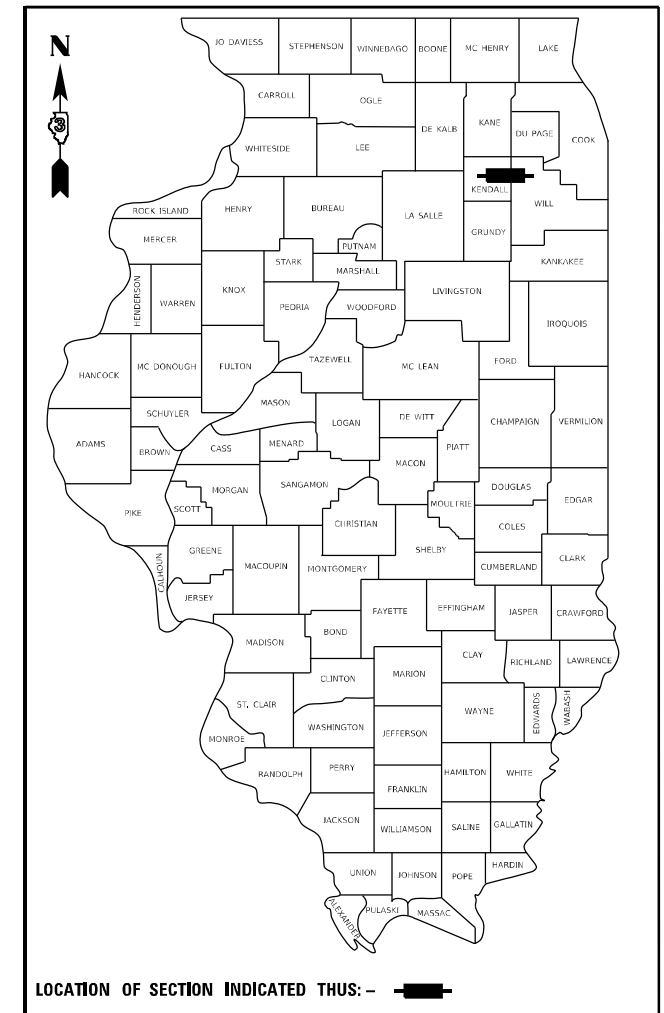 N
3
JO DAVIESS STEPHENSON WINNEBAGO BOONE MC HENRY LAKE
CARROLL OGLE DE KALB KANE DU PAGE COOK
WHITESIDE LEE
KENDALL WILL
ROCK ISLAND HENRY BUREAU LA SALLE
MERCER PUTNAM GRUNDY
STARK MARSHALL KANKAKEE
HENDERSON WARREN KNOX PEORIA WOODFORD LIVINGSTON
IROQUOIS
HANCOCK MC DONOUGH FULTON TAZEWELL MC LEAN FORD
MASON
SCHUYLER LOGAN DE WITT CHAMPAIGN VERMILION
ADAMS BROWN CASS MENARD PIATT
MACON
PIKE SCOTT MORGAN SANGAMON MOULTRIE DOUGLAS EDGAR
CHRISTIAN COLES
CALHOUN GREENE MACOUPIN MONTGOMERY SHELBY CUMBERLAND CLARK
JERSEY FAYETTE EFFINGHAM JASPER CRAWFORD
MADISON BOND
CLAY RICHLAND LAWRENCE
CLINTON MARION
ST. CLAIR WAYNE EDWARDS WABASH
MONROE WASHINGTON JEFFERSON
RANDOLPH PERRY HAMILTON WHITE
FRANKLIN
JACKSON WILLIAMSON SALINE GALLATIN
UNION JOHNSON POPE HARDIN
ALEXANDER PULASKI MASSAC
LOCATION OF SECTION INDICATED THUS: –